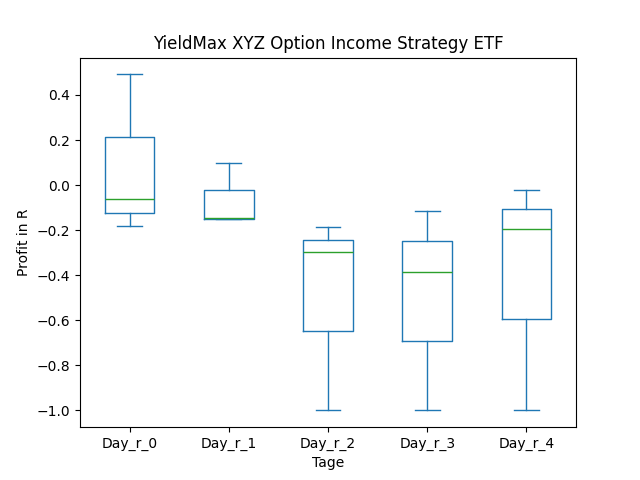 YieldMax XYZ Option Income Strategy ETF
Profit in R
0.4
0.2
0.0
−0.2
−0.4
−0.6
−0.8
−1.0
Day_r_0 Day_r_1 Day_r_2 Day_r_3 Day_r_4
Tage